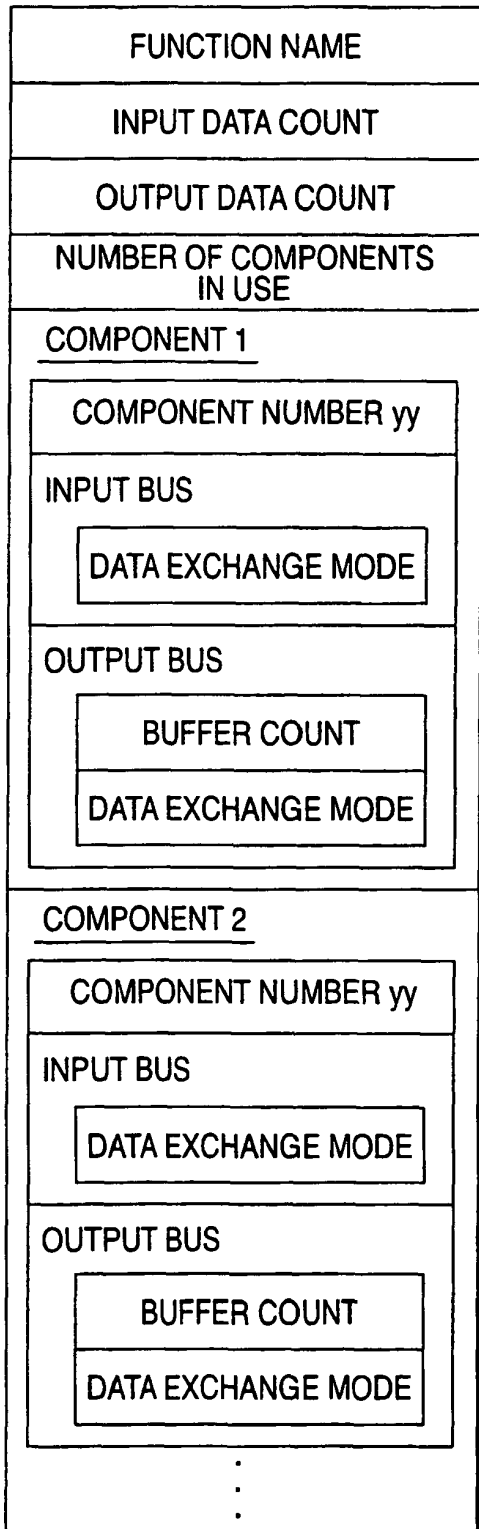 FUNCTION NAME
INPUT DATA COUNT
OUTPUT DATA COUNT
NUMBER OF COMPONENTS
IN USE
COMPONENT 1
COMPONENT NUMBER yy
INPUT BUS
DATA EXCHANGE MODE
OUTPUT BUS
BUFFER COUNT
DATA EXCHANGE MODE
COMPONENT 2
COMPONENT NUMBER yy
INPUT BUS
DATA EXCHANGE MODE
OUTPUT BUS
BUFFER COUNT
DATA EXCHANGE MODE